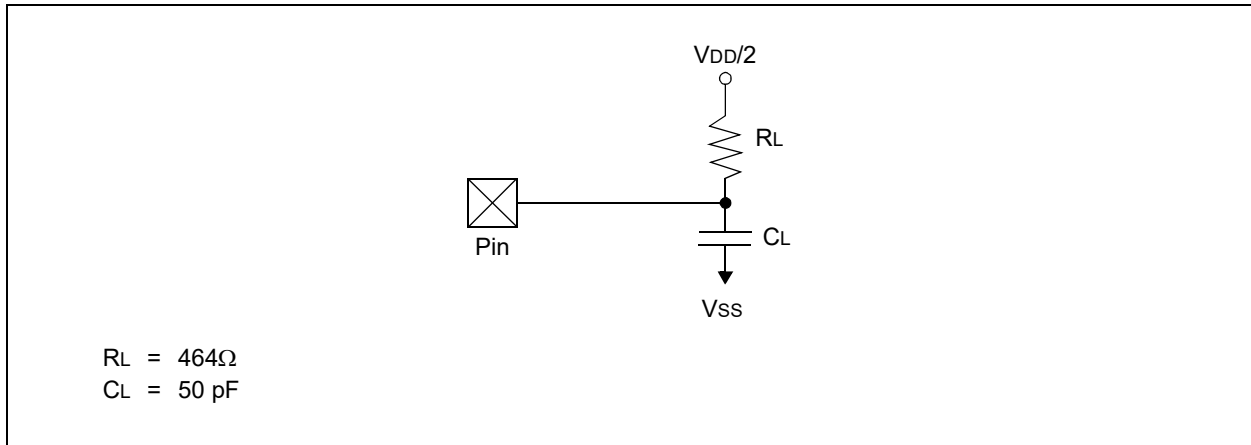 VDD/2
RL
Pin
CL
VSS
RL = 464Ω
CL = 50 pF